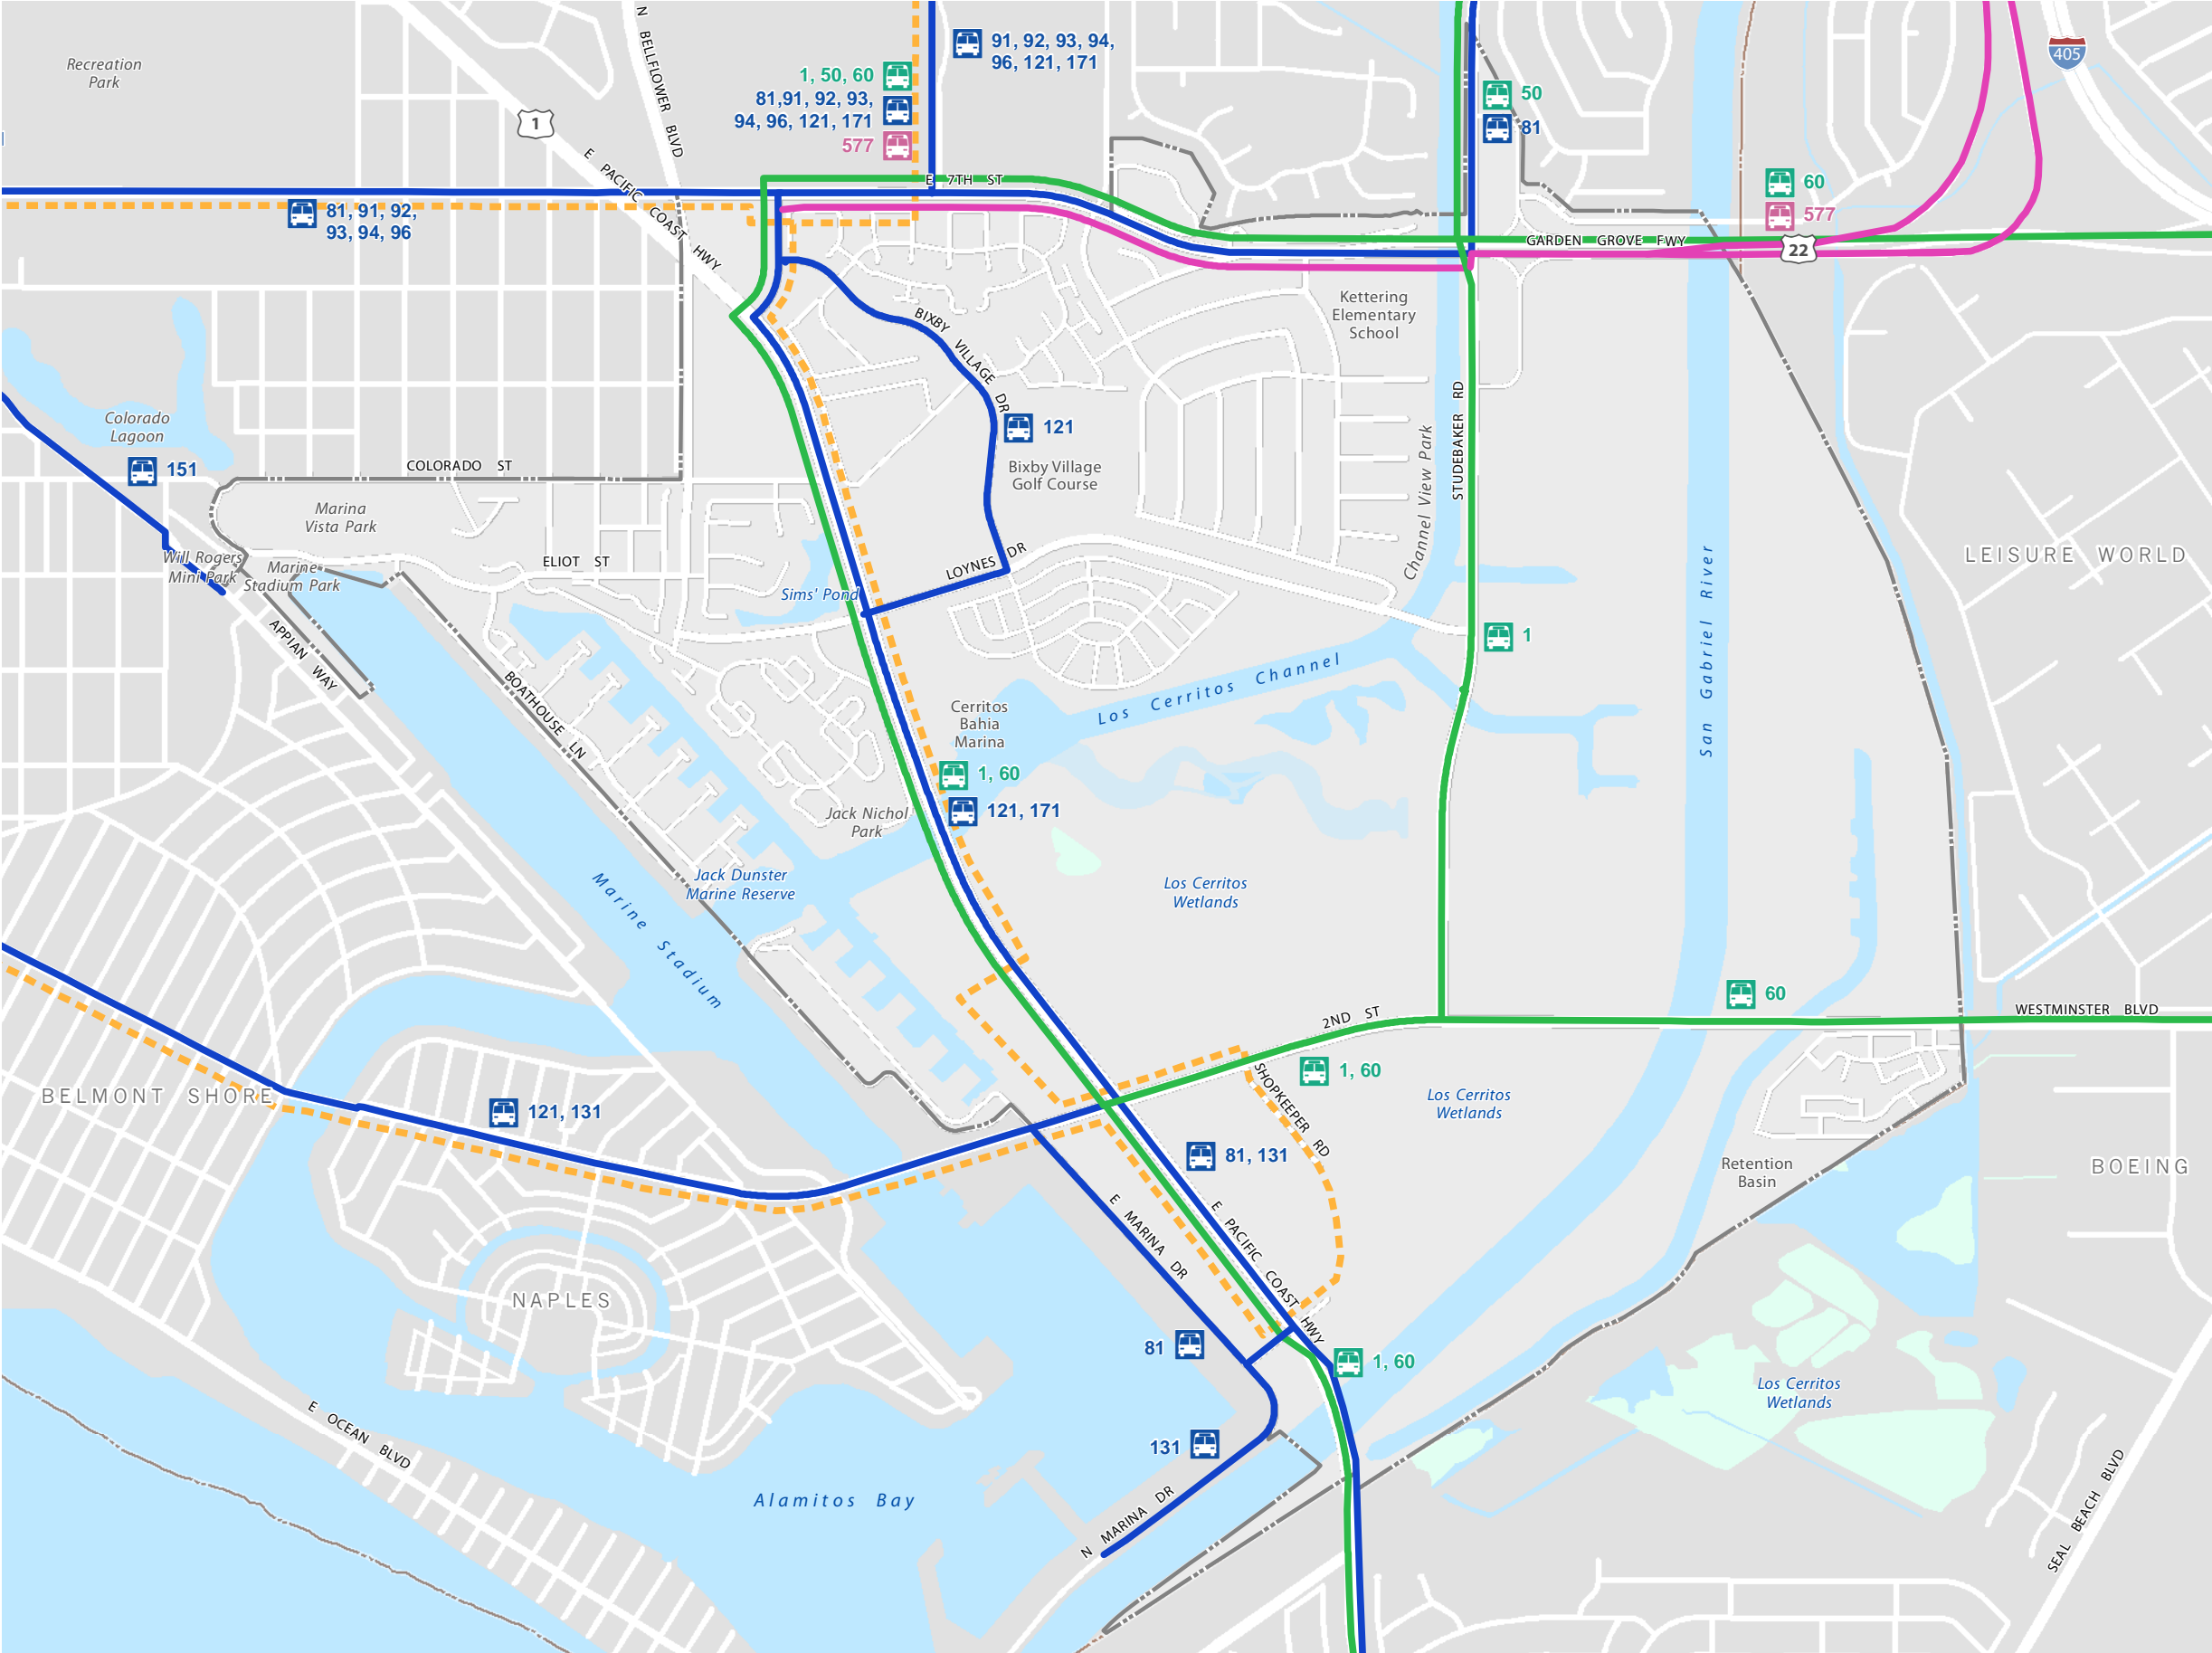 Recreation
Park
N BELLFLOWER BLVD
91, 92, 93, 94,
96, 121, 171
1, 50, 60
81,91, 92, 93,
94, 96, 121, 171
577
50
81
405
1
E PACIFIC COAST HWY
E 7TH ST
60
577
81, 91, 92,
93, 94, 96
GARDEN GROVE FWY
22
Kettering
Elementary
School
BIXBY VILLAGE DR
121
Bixby Village
Golf Course
Colorado
Lagoon
151
COLORADO ST
Marina
Vista Park
STUDEBAKER RD
Channel View Park
San Gabriel River
LEISURE WORLD
Will Rogers
Mini Park
Marine
Stadium Park
ELIOT ST
LOYNES DR
Sims' Pond
APPIAN WAY
1
BOATHOUSE LN
Los Cerritos Channel
Cerritos
Bahia
Marina
1, 60
121, 171
Jack Nichol
Park
Jack Dunster
Marine Reserve
Los Cerritos
Wetlands
Marine Stadium
60
WESTMINSTER BLVD
2ND ST
1, 60
SHOPKEEPER RD
Los Cerritos
Wetlands
BELMONT SHORE
121, 131
81, 131
Retention
Basin
BOEING
E MARINA DR
E PACIFIC COAST HWY
NAPLES
81
1, 60
Los Cerritos
Wetlands
E OCEAN BLVD
131
Alamitos Bay
N MARINA DR
SEAL BEACH BLVD